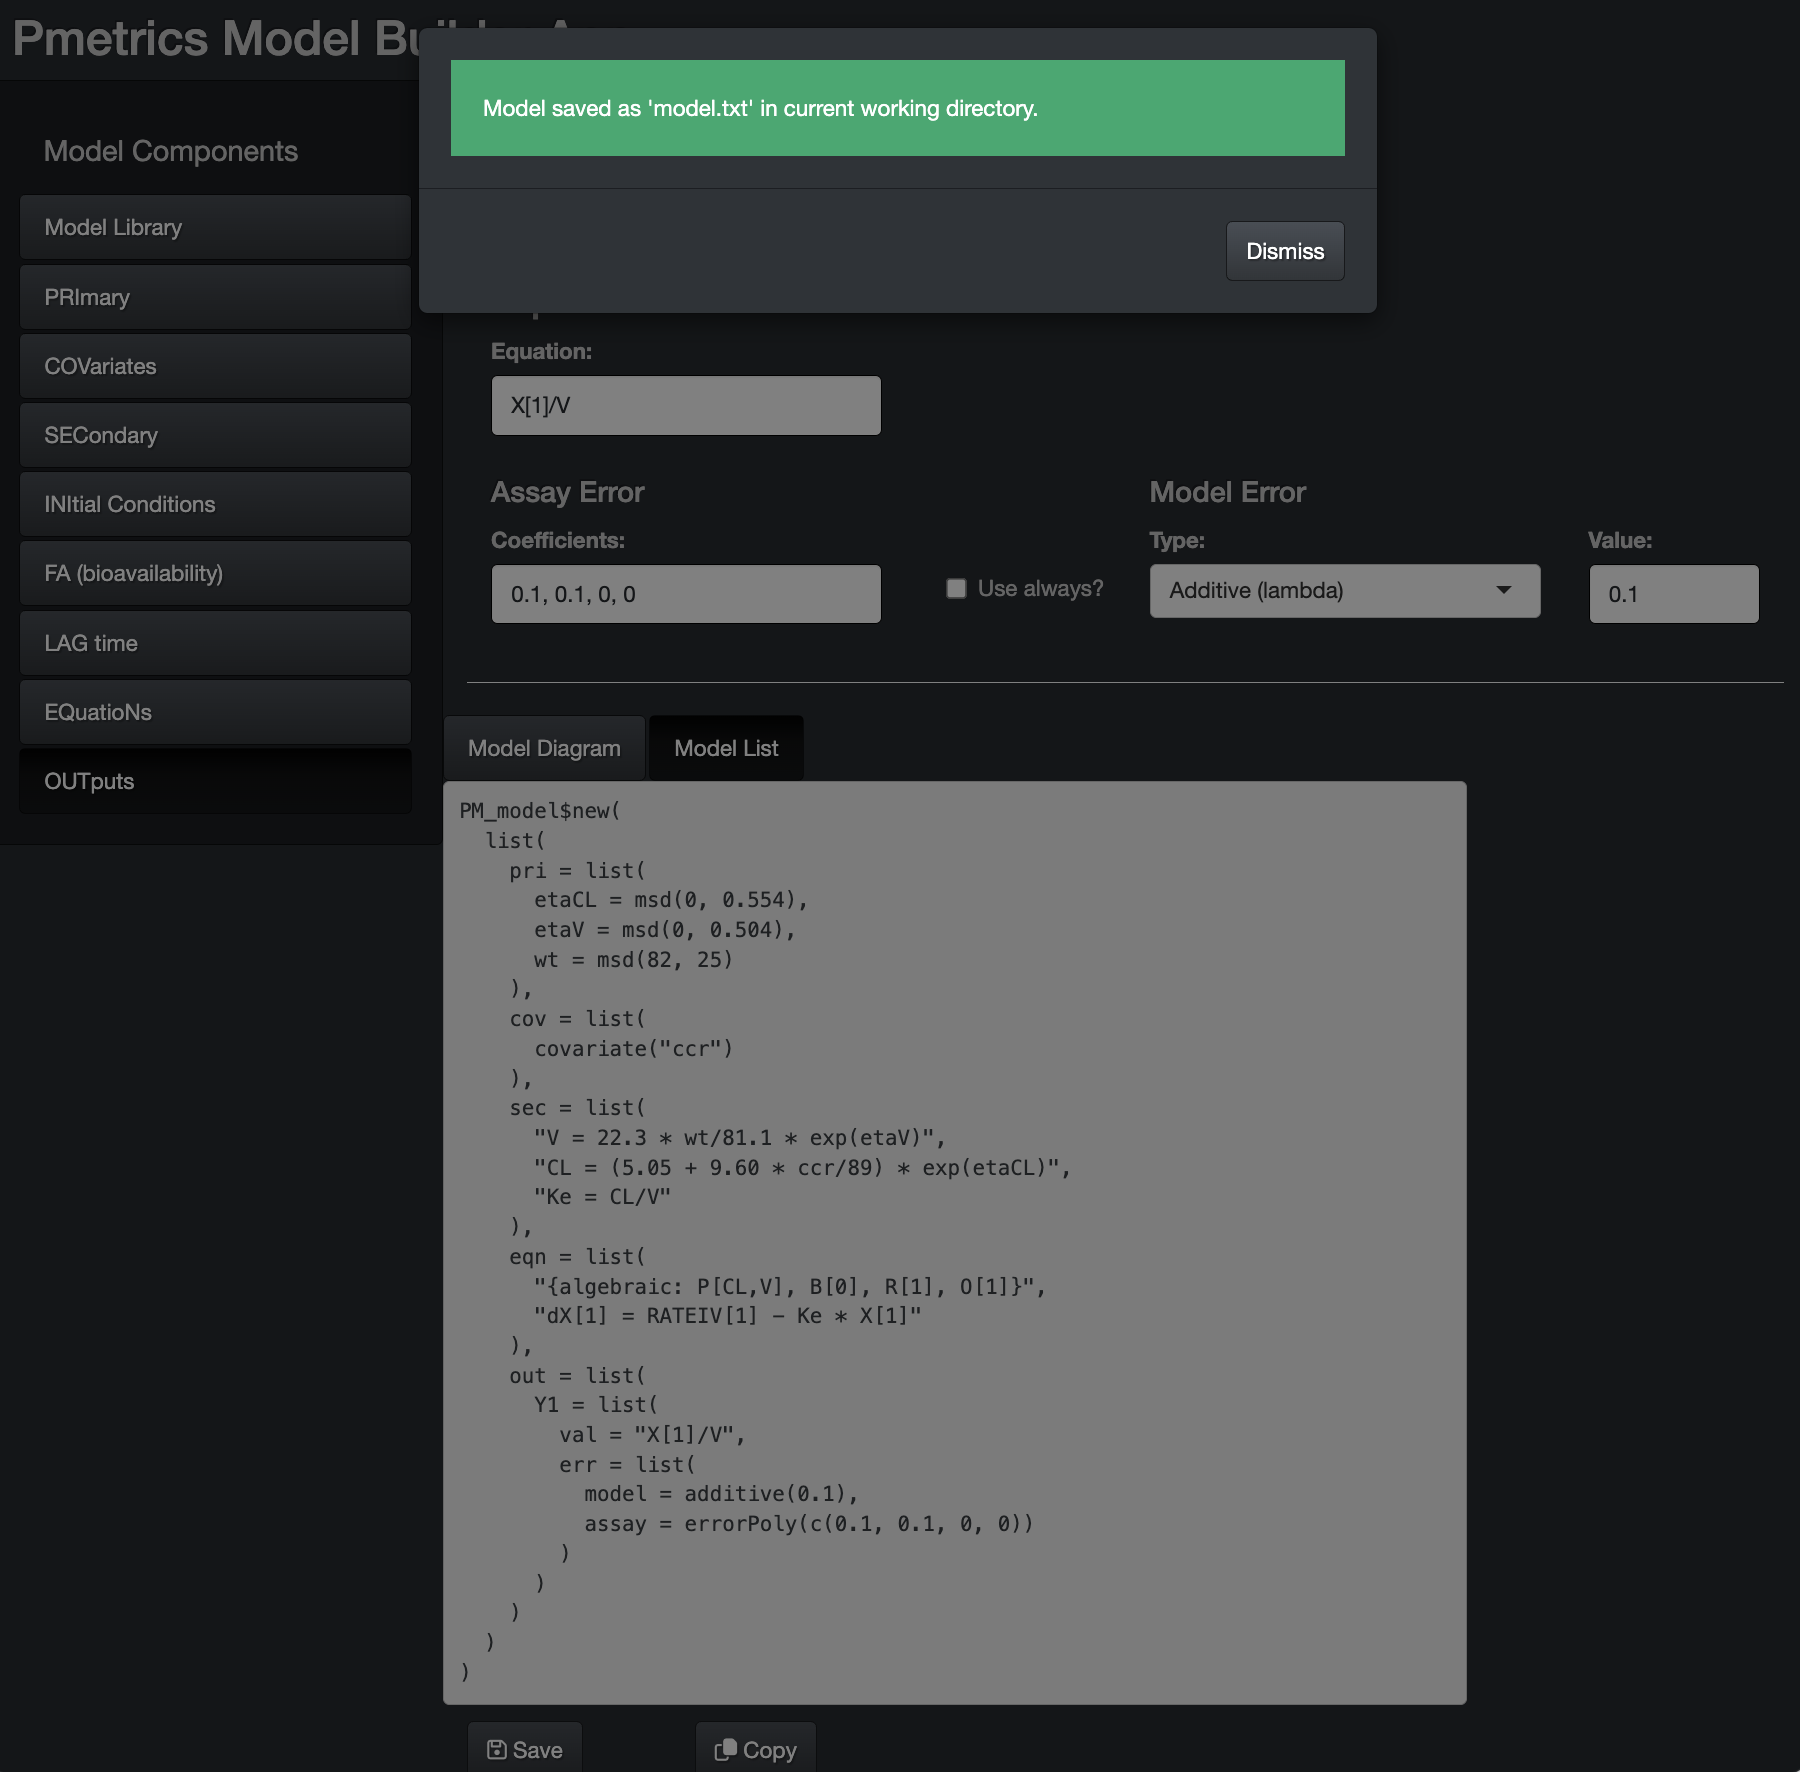 Pmetrics Model
Model saved as 'model.txt' in current working directory.
Dismiss
Model Components
Model Library
PRImary
COVariates
SECondary
INItial Conditions
FA (bioavailability)
LAG time
EQuatioNs
OUTputs
Equation:
X[1]/V
Assay Error
Model Error
Coefficients:
Type:
Value:
0.1, 0.1, 0, 0
Use always?
Additive (lambda)
0.1
Model Diagram
Model List
PM_model$new(
list(
pri = list(
etaCL = msd(0, 0.554),
etaV = msd(0, 0.504),
wt = msd(82, 25)
),
cov = list(
covariate("ccr")
),
sec = list(
"V = 22.3 * wt/81.1 * exp(etaV)",
"CL = (5.05 + 9.60 * ccr/89) * exp(etaCL)",
"Ke = CL/V"
),
eqn = list(
"{algebraic: P[CL,V], B[0], R[1], O[1]}",
"dX[1] = RATEIV[1] - Ke * X[1]"
),
out = list(
Y1 = list(
val = "X[1]/V",
err = list(
model = additive(0.1),
assay = errorPoly(c(0.1, 0.1, 0, 0))
)
)
)
)
)
Save
Copy